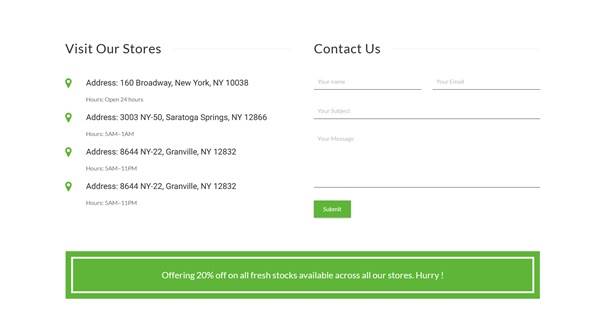 Visit Our Stores
Address: 160 Broadway, New York, NY 10038
Hours: Open 24 hours
Address: 3003 NY-50, Saratoga Springs, NY 12866
Hours: 5AM–1AM
Address: 8644 NY-22, Granville, NY 12832
Hours: 5AM–11PM
Address: 8644 NY-22, Granville, NY 12832
Hours: 5AM–11PM
Contact Us
Your name
Your Email
Your Subject
Your Message
Submit
Offering 20% off on all fresh stocks available across all our stores. Hurry !